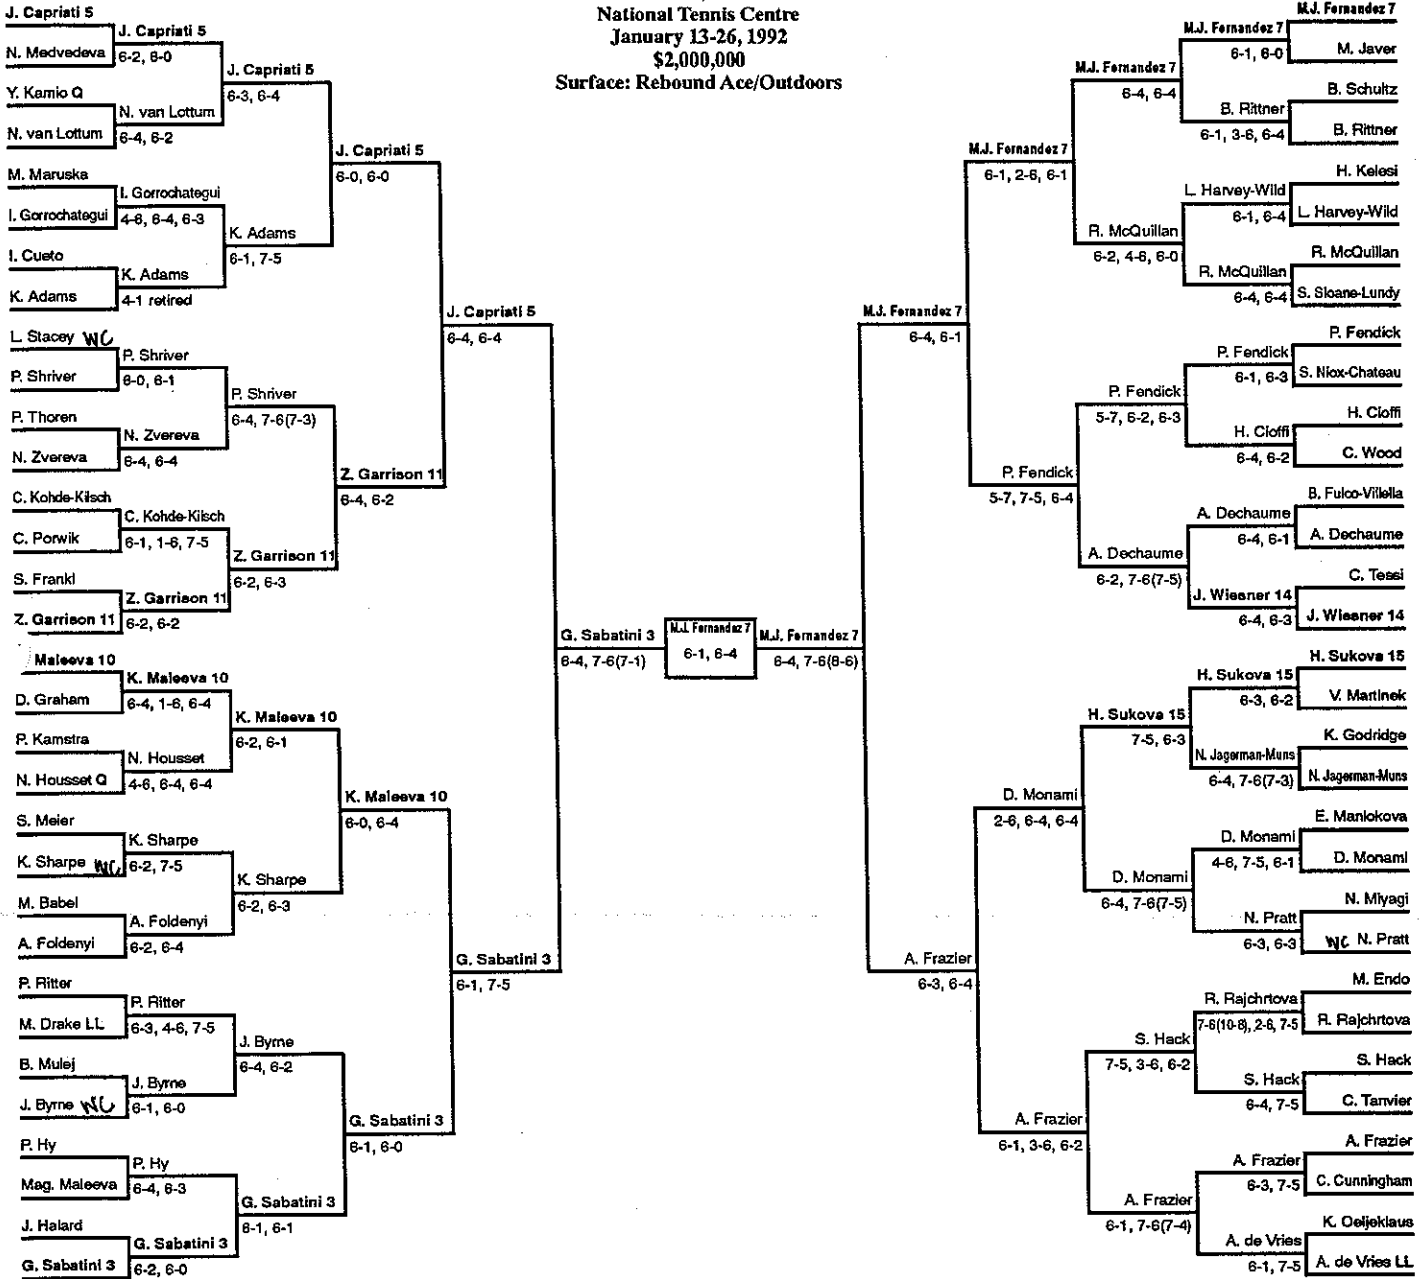 National Tennis Centre
January 13-26, 1992
$2,000,000
Surface: Rebound Ace/Outdoors
J. Capriati 5
N. Medvedeva
Y. Kamio Q
N. van Lottum
M. Maruska
I. Gorrochategui
I. Cueto
K. Adams
L. Stacey WC
P. Shriver
P. Thoren
N. Zvereva
C. Kohde-Kilsch
C. Porwik
S. Frankl
Z. Garrison 11
Maleeva 10
D. Graham
P. Kamstra
N. Housset Q
S. Meier
K. Sharpe WC
M. Babel
A. Foldenyi
P. Ritter
M. Drake LL
B. Mulej
J. Byrne WC
P. Hy
Mag. Maleeva
J. Halard
G. Sabatini 3
J. Capriati 5
6-2, 6-0
N. van Lottum
6-4, 6-2
I. Gorrochategui
4-6, 6-4, 6-3
K. Adams
4-1 retired
P. Shriver
6-0, 6-1
N. Zvereva
6-4, 6-4
C. Kohde-Kilsch
6-1, 1-6, 7-5
Z. Garrison 11
6-2, 6-2
K. Maleeva 10
6-4, 1-6, 6-4
N. Housset
4-6, 6-4, 6-4
K. Sharpe
6-2, 7-5
A. Foldenyi
6-2, 6-4
P. Ritter
6-3, 4-6, 7-5
J. Byrne
6-1, 6-0
P. Hy
6-4, 6-3
G. Sabatini 3
6-2, 6-0
J. Capriati 5
6-3, 6-4
K. Adams
6-1, 7-5
P. Shriver
6-4, 7-6(7-3)
Z. Garrison 11
6-2, 6-3
K. Maleeva 10
6-2, 6-1
K. Sharpe
6-2, 6-3
J. Byrne
6-4, 6-2
G. Sabatini 3
6-1, 6-1
J. Capriati 5
6-0, 6-0
Z. Garrison 11
6-4, 6-2
K. Maleeva 10
6-0, 6-4
G. Sabatini 3
6-1, 6-0
J. Capriati 5
6-4, 6-4
G. Sabatini 3
6-1, 7-5
G. Sabatini 3
6-4, 7-6(7-1)
M.J. Fernandez 7
6-1, 6-4
M.J. Fernandez 7
6-4, 7-6(8-6)
M.J. Fernandez 7
6-4, 6-1
A. Frazier
6-3, 6-4
M.J. Fernandez 7
6-1, 2-6, 6-1
P. Fendick
5-7, 7-5, 6-4
D. Monami
2-6, 6-4, 6-4
A. Frazier
6-1, 3-6, 6-2
M.J. Fernandez 7
6-4, 6-4
R. McQuillan
6-2, 4-6, 6-0
P. Fendick
5-7, 6-2, 6-3
A. Dechaume
6-2, 7-6(7-5)
H. Sukova 15
7-5, 6-3
D. Monami
6-4, 7-6(7-5)
S. Hack
7-5, 3-6, 6-2
A. Frazier
6-1, 7-6(7-4)
M.J. Fernandez 7
6-1, 6-0
B. Rittner
6-1, 3-6, 6-4
L. Harvey-Wild
6-1, 6-4
R. McQuillan
6-4, 6-4
P. Fendick
6-1, 6-3
H. Cioffi
6-4, 6-2
A. Dechaume
6-4, 6-1
J. Wiesner 14
6-4, 6-3
H. Sukova 15
6-3, 6-2
N. Jagerman-Muns
6-4, 7-6(7-3)
D. Monami
4-6, 7-5, 6-1
N. Pratt
6-3, 6-3
R. Rajchrtova
7-6(10-8), 2-6, 7-5
S. Hack
6-4, 7-5
A. Frazier
6-3, 7-5
A. de Vries
6-1, 7-5
M.J. Fernandez 7
M. Javer
B. Schultz
B. Rittner
H. Kelesi
L. Harvey-Wild
R. McQuillan
S. Sloane-Lundy
P. Fendick
S. Niox-Chateau
H. Cioffi
C. Wood
B. Fulco-Villella
A. Dechaume
C. Tessi
J. Wiesner 14
H. Sukova 15
V. Martinek
K. Godridge
N. Jagerman-Muns
E. Maniokova
D. Monami
N. Miyagi
WC N. Pratt
M. Endo
R. Rajchrtova
S. Hack
C. Tanvier
A. Frazier
C. Cunningham
K. Oeljeklaus
A. de Vries LL